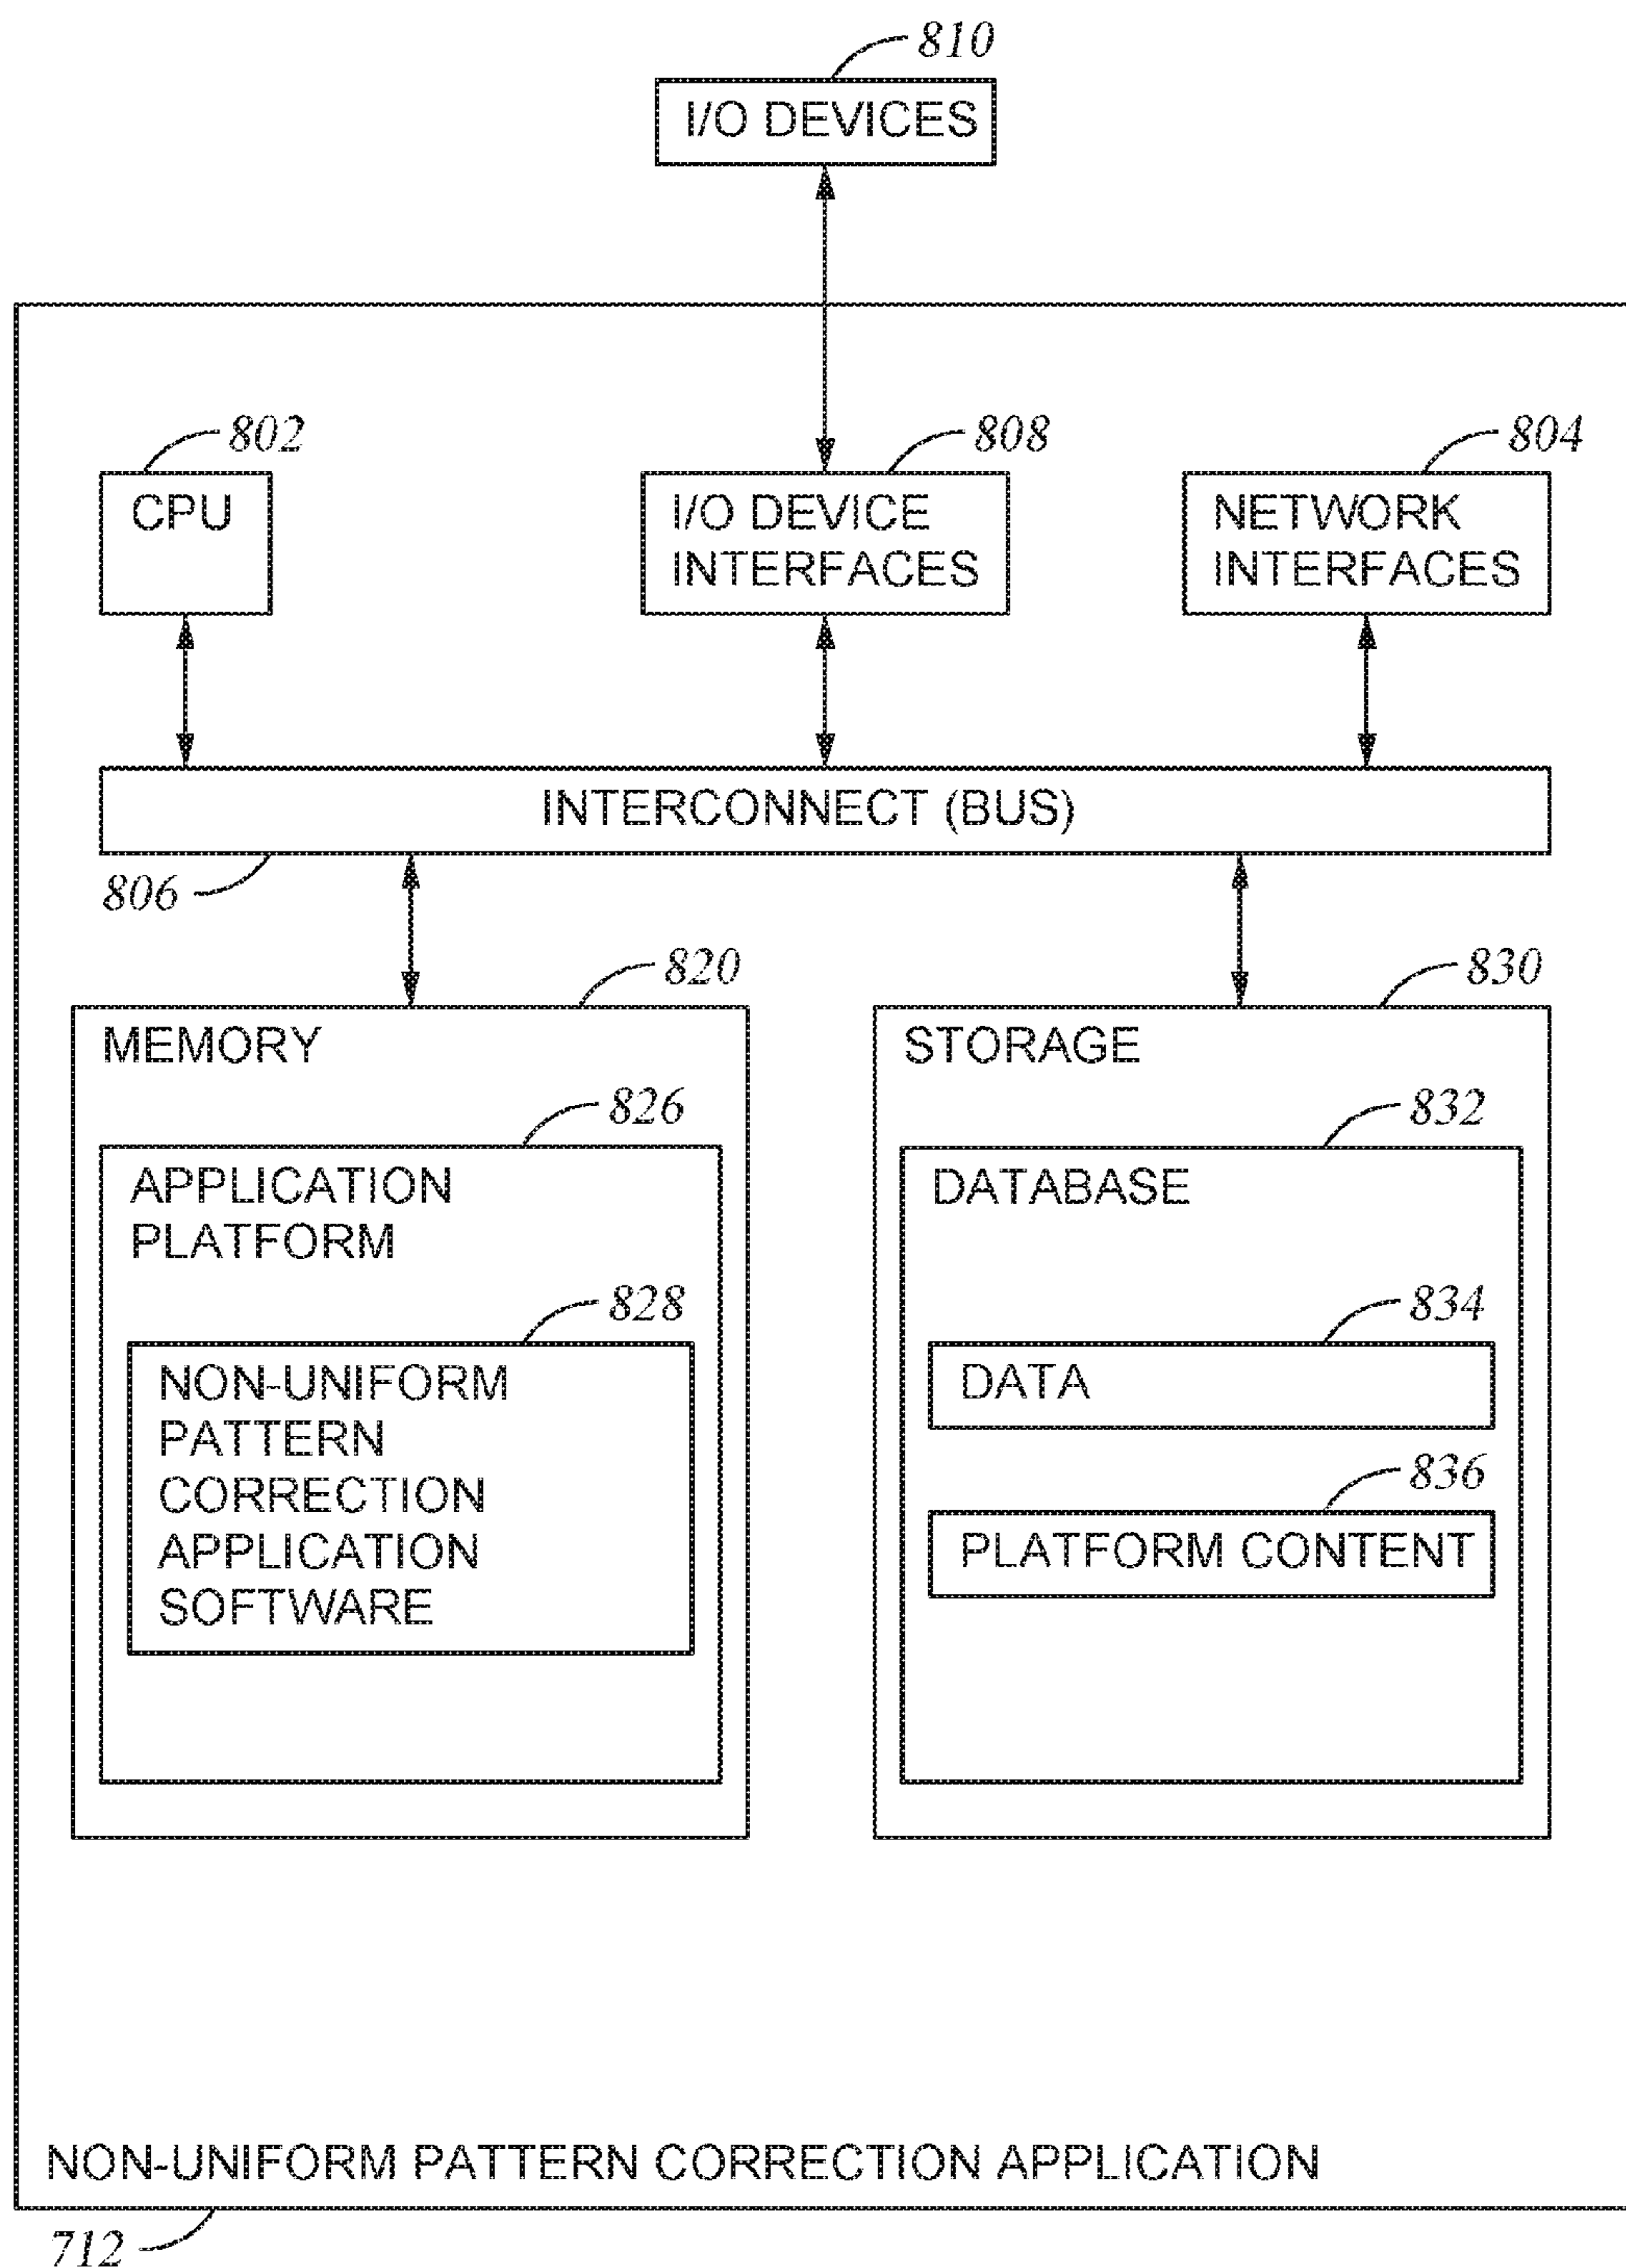 810
I/O DEVICES
802
808
804
CPU
I/O DEVICE
INTERFACES
NETWORK
INTERFACES
INTERCONNECT (BUS)
806
820
830
MEMORY
STORAGE
826
832
APPLICATION
PLATFORM
DATABASE
828
834
NON-UNIFORM
PATTERN
CORRECTION
APPLICATION
SOFTWARE
DATA
836
PLATFORM CONTENT
NON-UNIFORM PATTERN CORRECTION APPLICATION
712